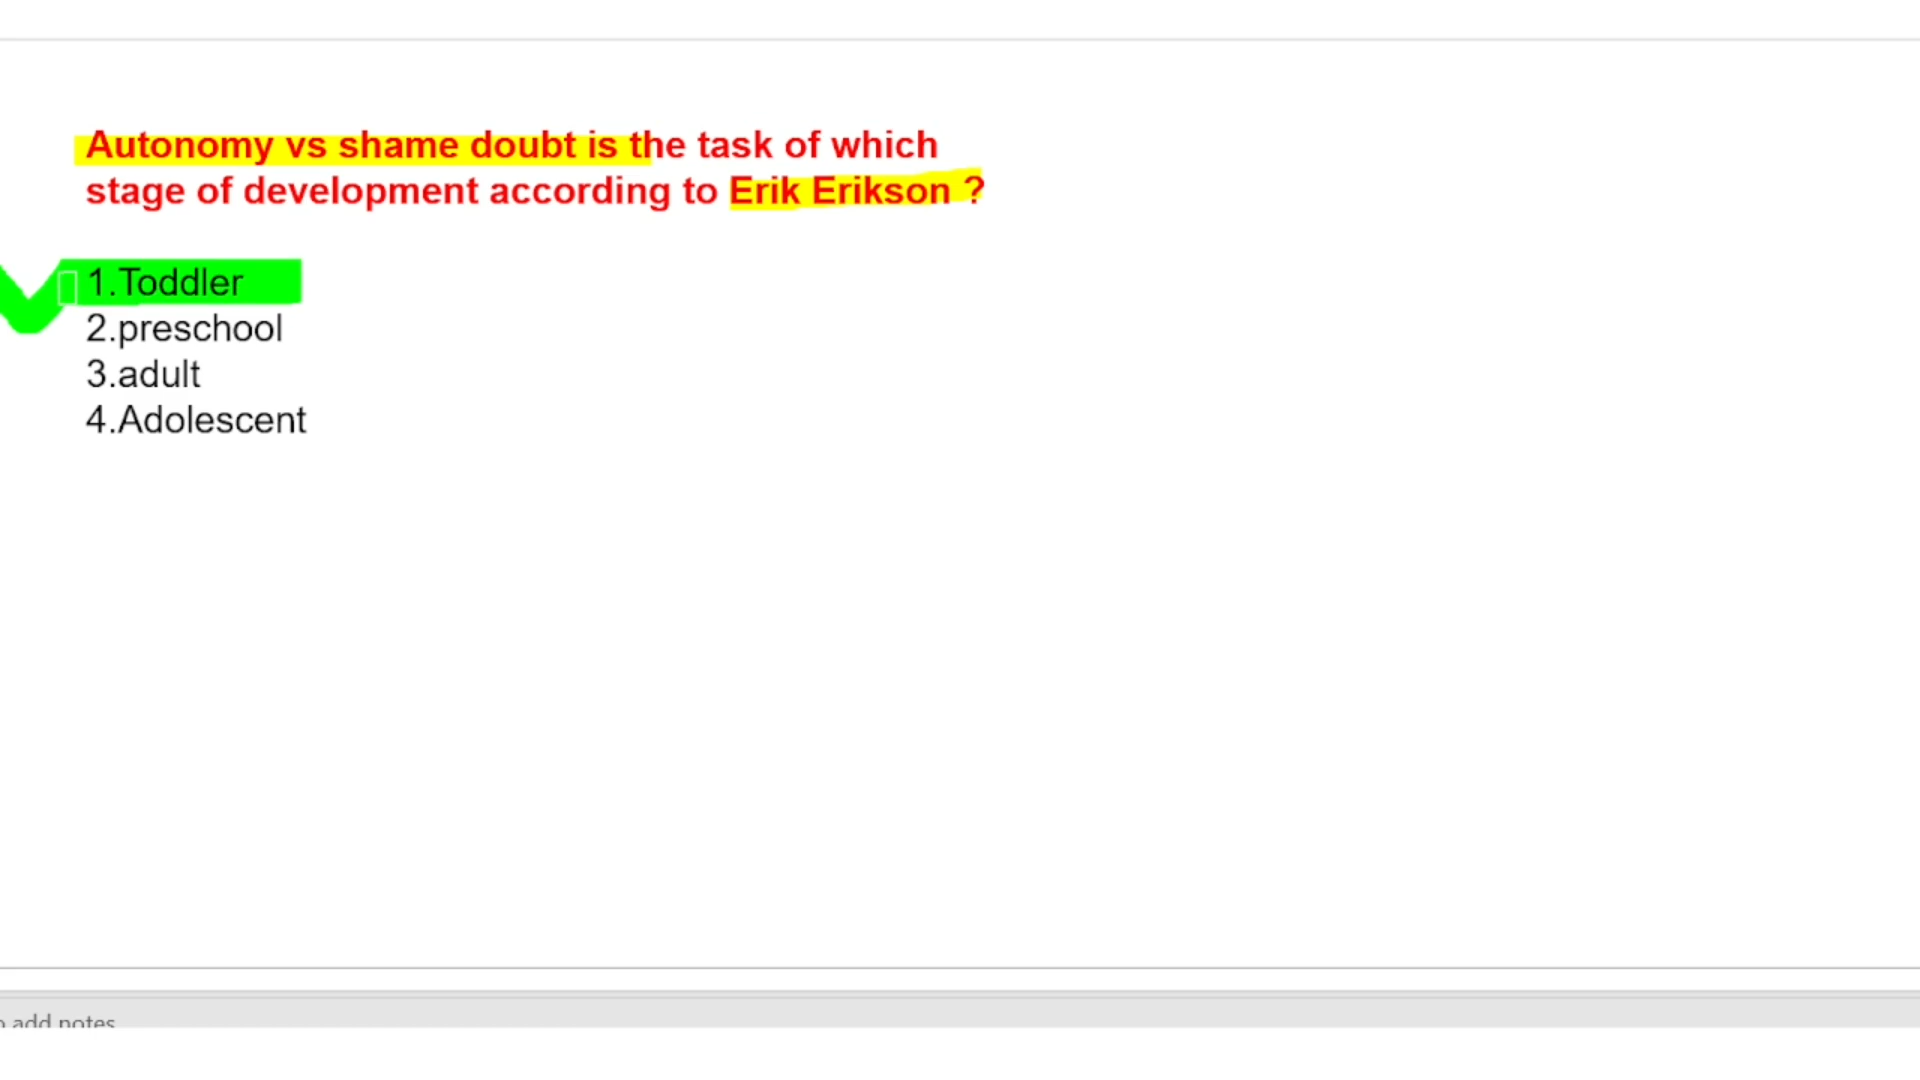 Autonomy vs shame doubt is the task of which
stage of development according to Erik Erikson ?
1.Toddler
2.preschool
3.adult
4.Adolescent
add notes